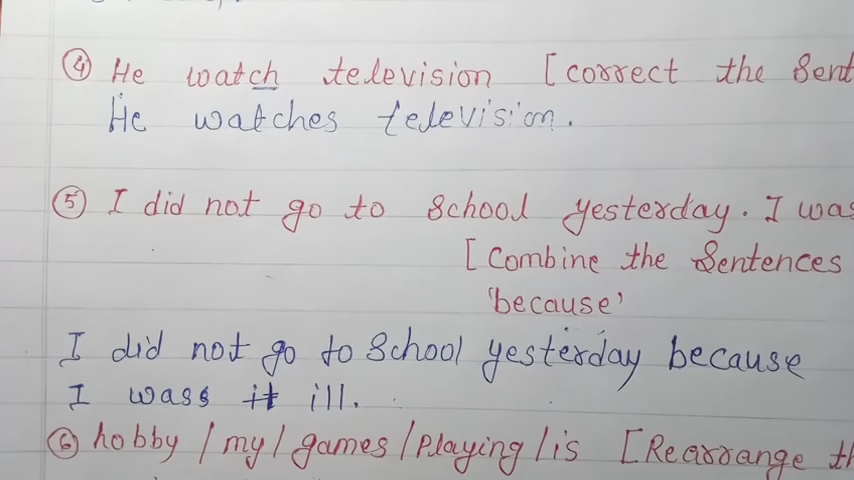 ④ He watch television [correct the Sent
He watches television.
⑤ I did not go to School yesterday. I was
[Combine the Sentences
'because'
I did not go to School yesterday because
I wass it ill.
⑥ hobby / my / games / Playing / is [Rearrange th